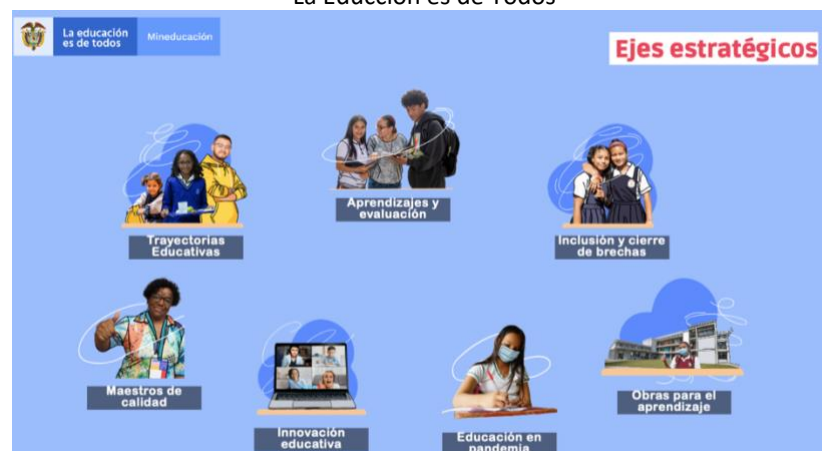 La Educción es de Todos
La educación
es de todos
Mineducación
Ejes estratégicos
Aprendizajes y
evaluación
Trayectorias
Educativas
Inclusión y cierre
de brechas
Maestros de
calidad
Innovación
educativa
Educación en
pandemia
Obras para el
aprendizaje